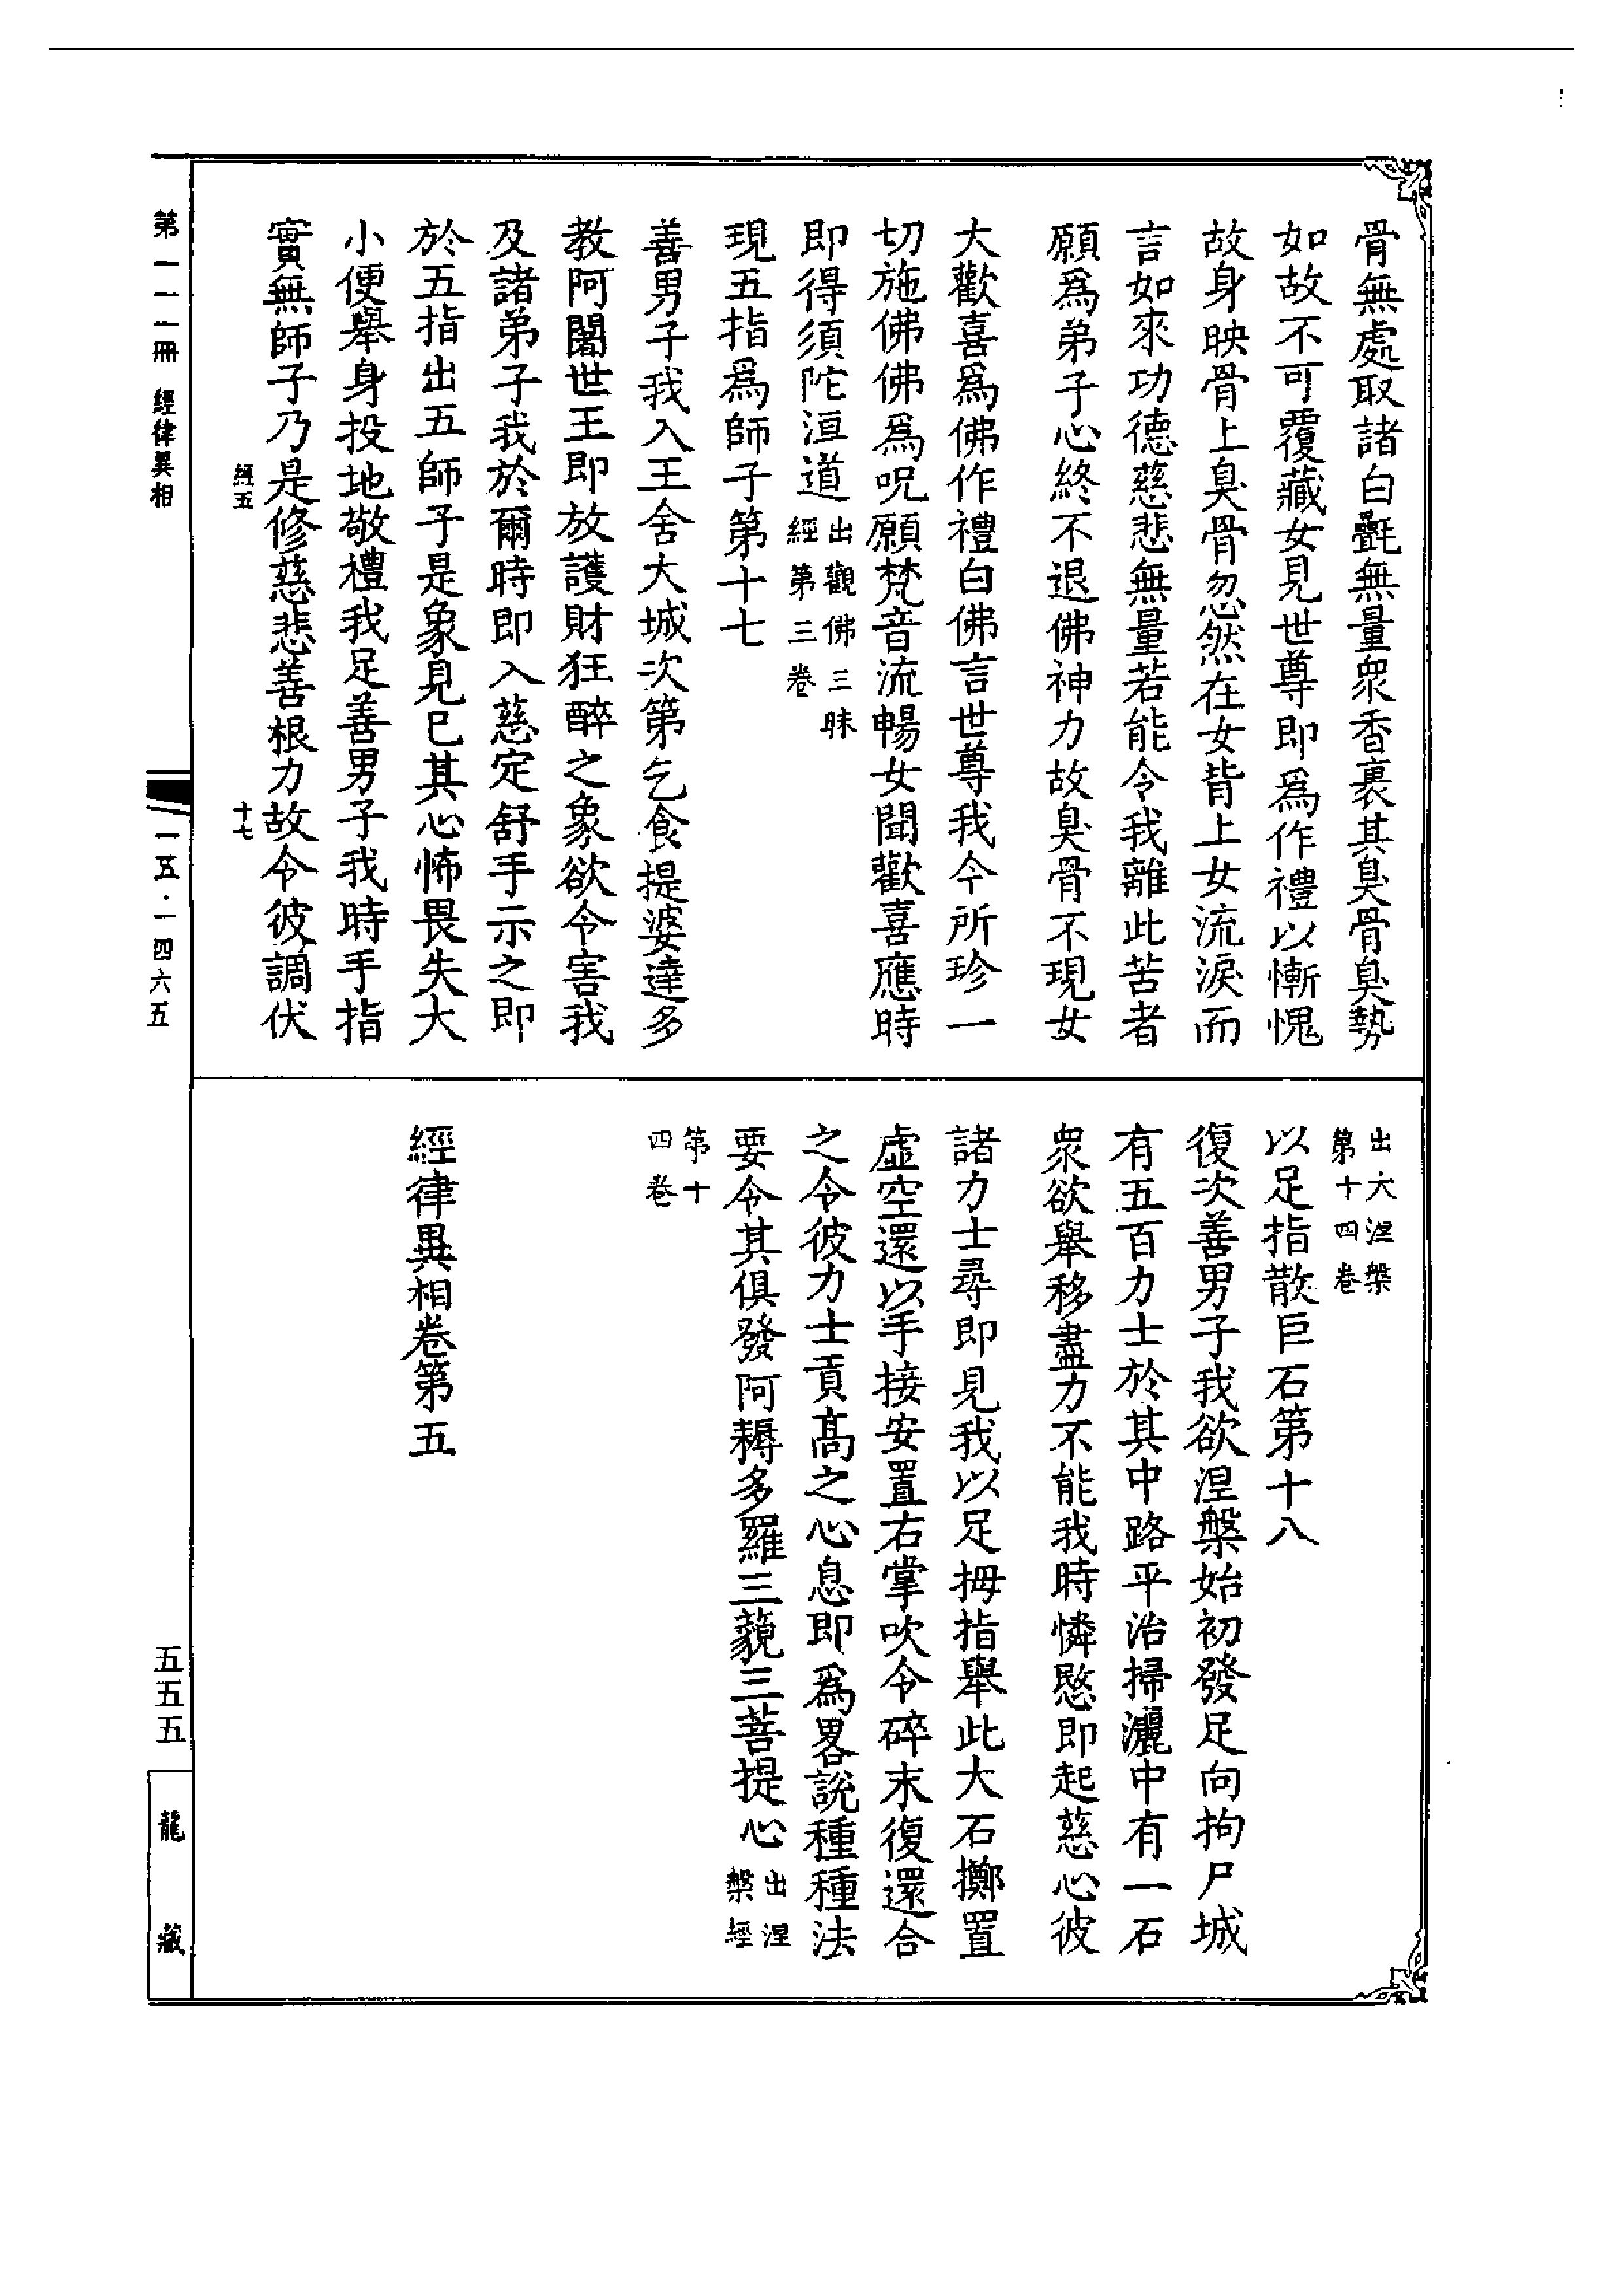 骨無處取諸白㲲無量衆香裹其臭骨臭勢
如故不可覆藏女見世尊即爲作禮以慚愧
故身映骨上臭骨忽然在女背上女流淚而
言如來功德慈悲無量若能令我離此苦者
願爲弟子心終不退佛神力故臭骨不現女
大歡喜爲佛作禮白佛言世尊我今所珍一
切施佛佛爲呪願梵音流暢女聞歡喜應時
即得須陀洹道出觀佛三昧經第三卷
現五指爲師子第十七
善男子我入王舍大城次第乞食提婆達多
教阿闍世王即放護財狂醉之象欲令害我
及諸弟子我於爾時即入慈定舒手示之即
於五指出五師子是象見已其心怖畏失大
小便舉身投地敬禮我足善男子我時手指
實無師子乃是修慈悲善根力故令彼調伏
經五 十七
出大涅槃第十四卷
以足指散巨石第十八
復次善男子我欲涅槃始初發足向拘尸城
有五百力士於其中路平治掃灑中有一石
衆欲舉移盡力不能我時憐愍即起慈心彼
諸力士尋即見我以足拇指舉此大石擲置
虛空還以手接安置右掌吹令碎末復還合
之令彼力士貢高之心息即爲畧說種種法
要令其俱發阿耨多羅三藐三菩提心出涅槃經
第十四卷
經律異相卷第五
第一一一冊 經律異相
一五·一四六五
五五五
龍藏